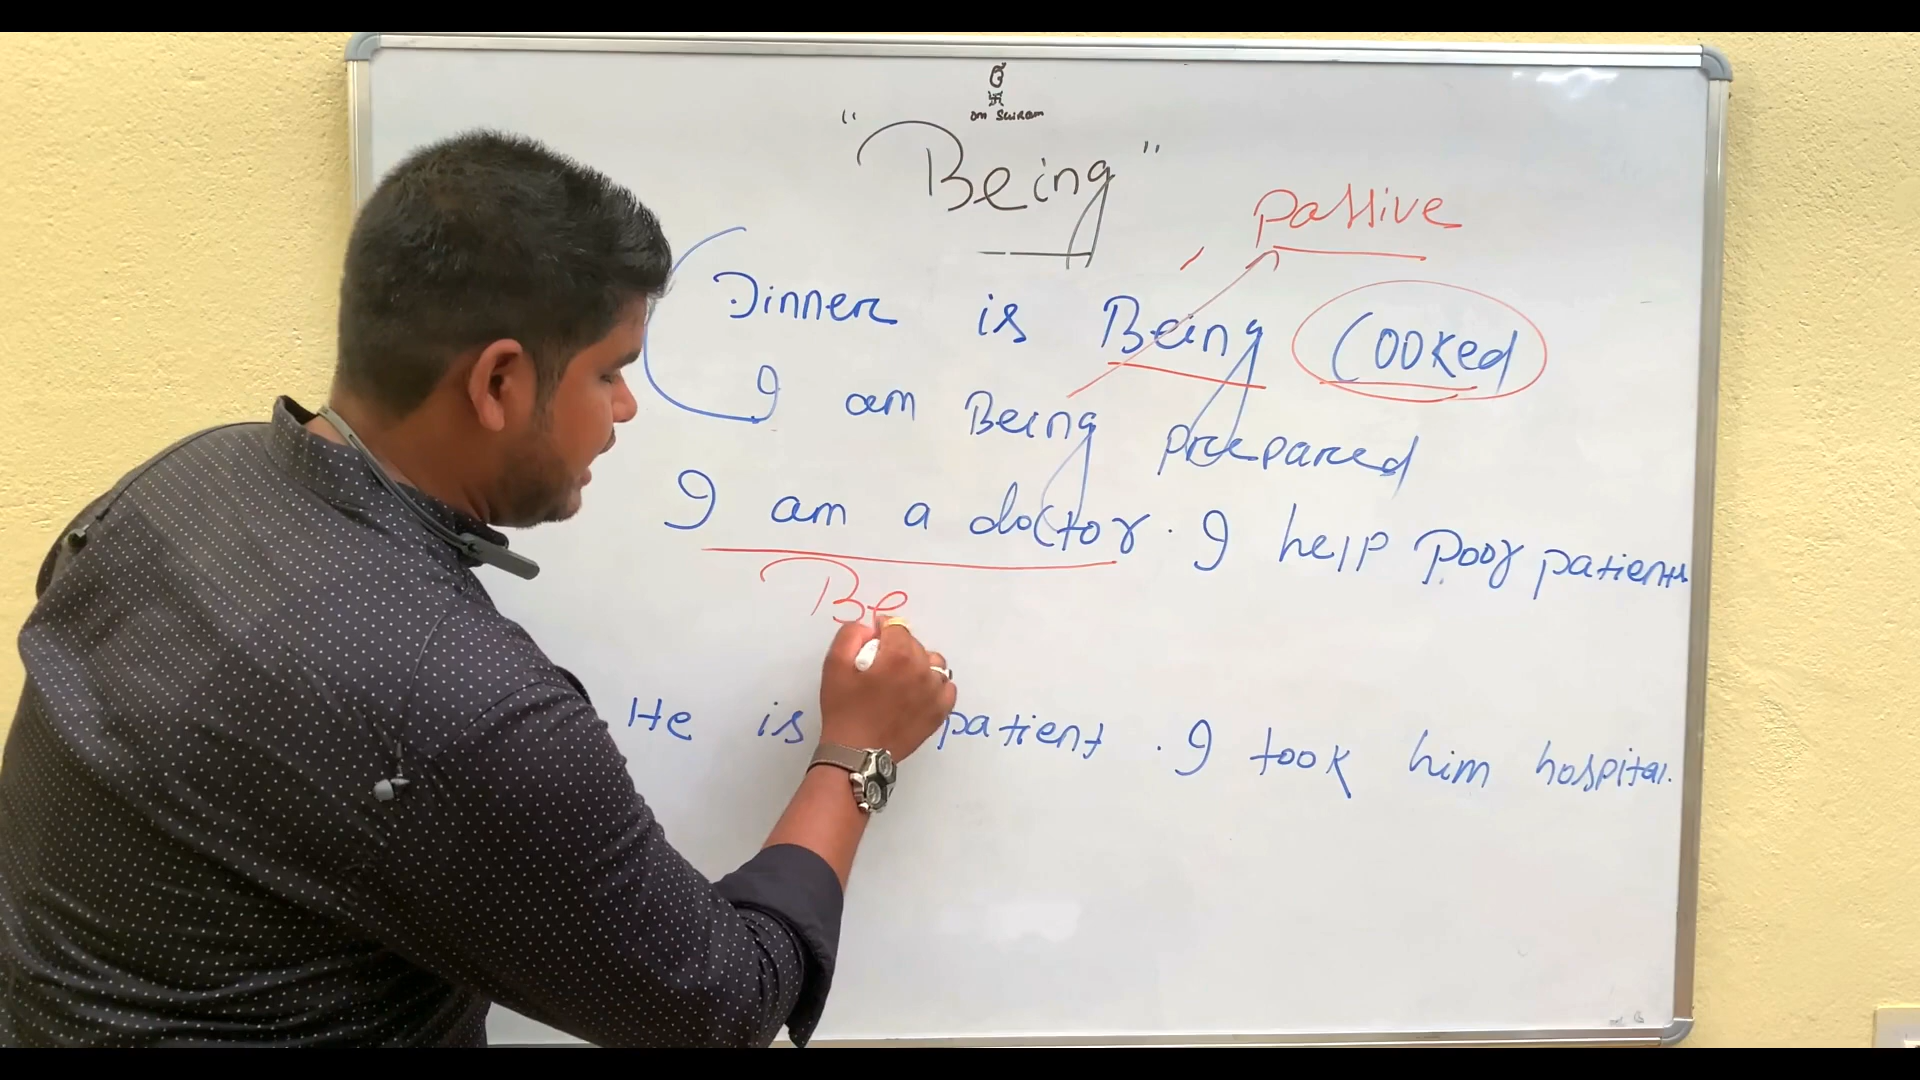 Om Sairam
"Being"
Passive
Dinner is Being Cooked
I am Being prepared
I am a doctor. I help Poor patients
Be
He is patient. I took him hospital.